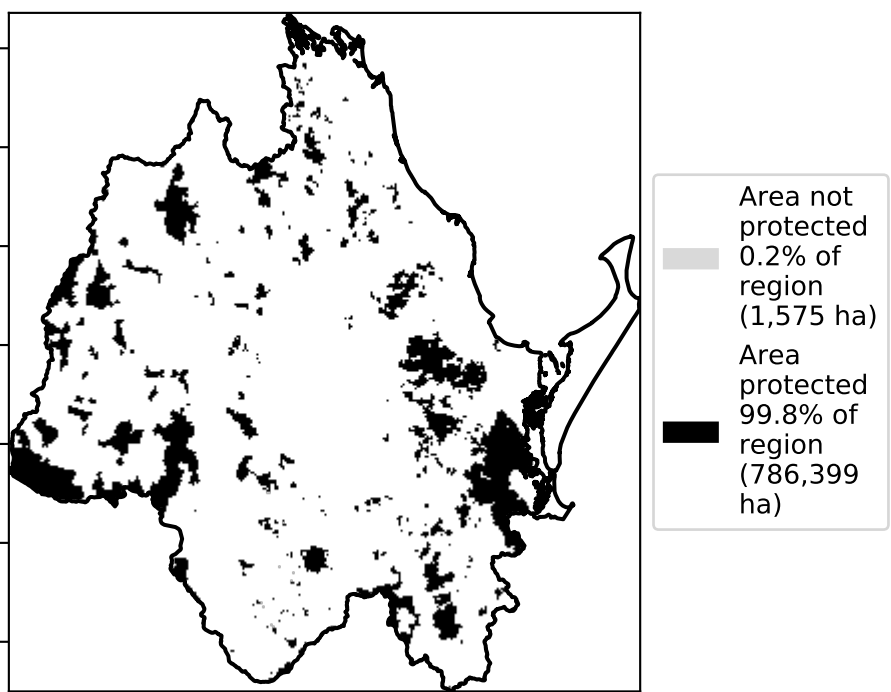 Area not
protected
0.2% of
region
(1,575 ha)
Area
protected
99.8% of
region
(786,399
ha)